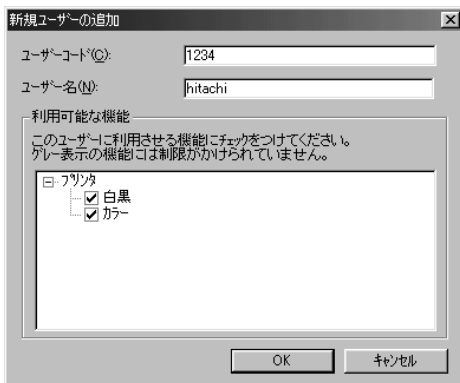 新規ユーザーの追加
ユーザーコード(C):
1234
ユーザー名(N):
hitachi
利用可能な機能
このユーザーに利用させる機能にチェックをつけてください。
グレー表示の機能には制限がかけられていません。
プリンタ
白黒
カラー
OK
キャンセル